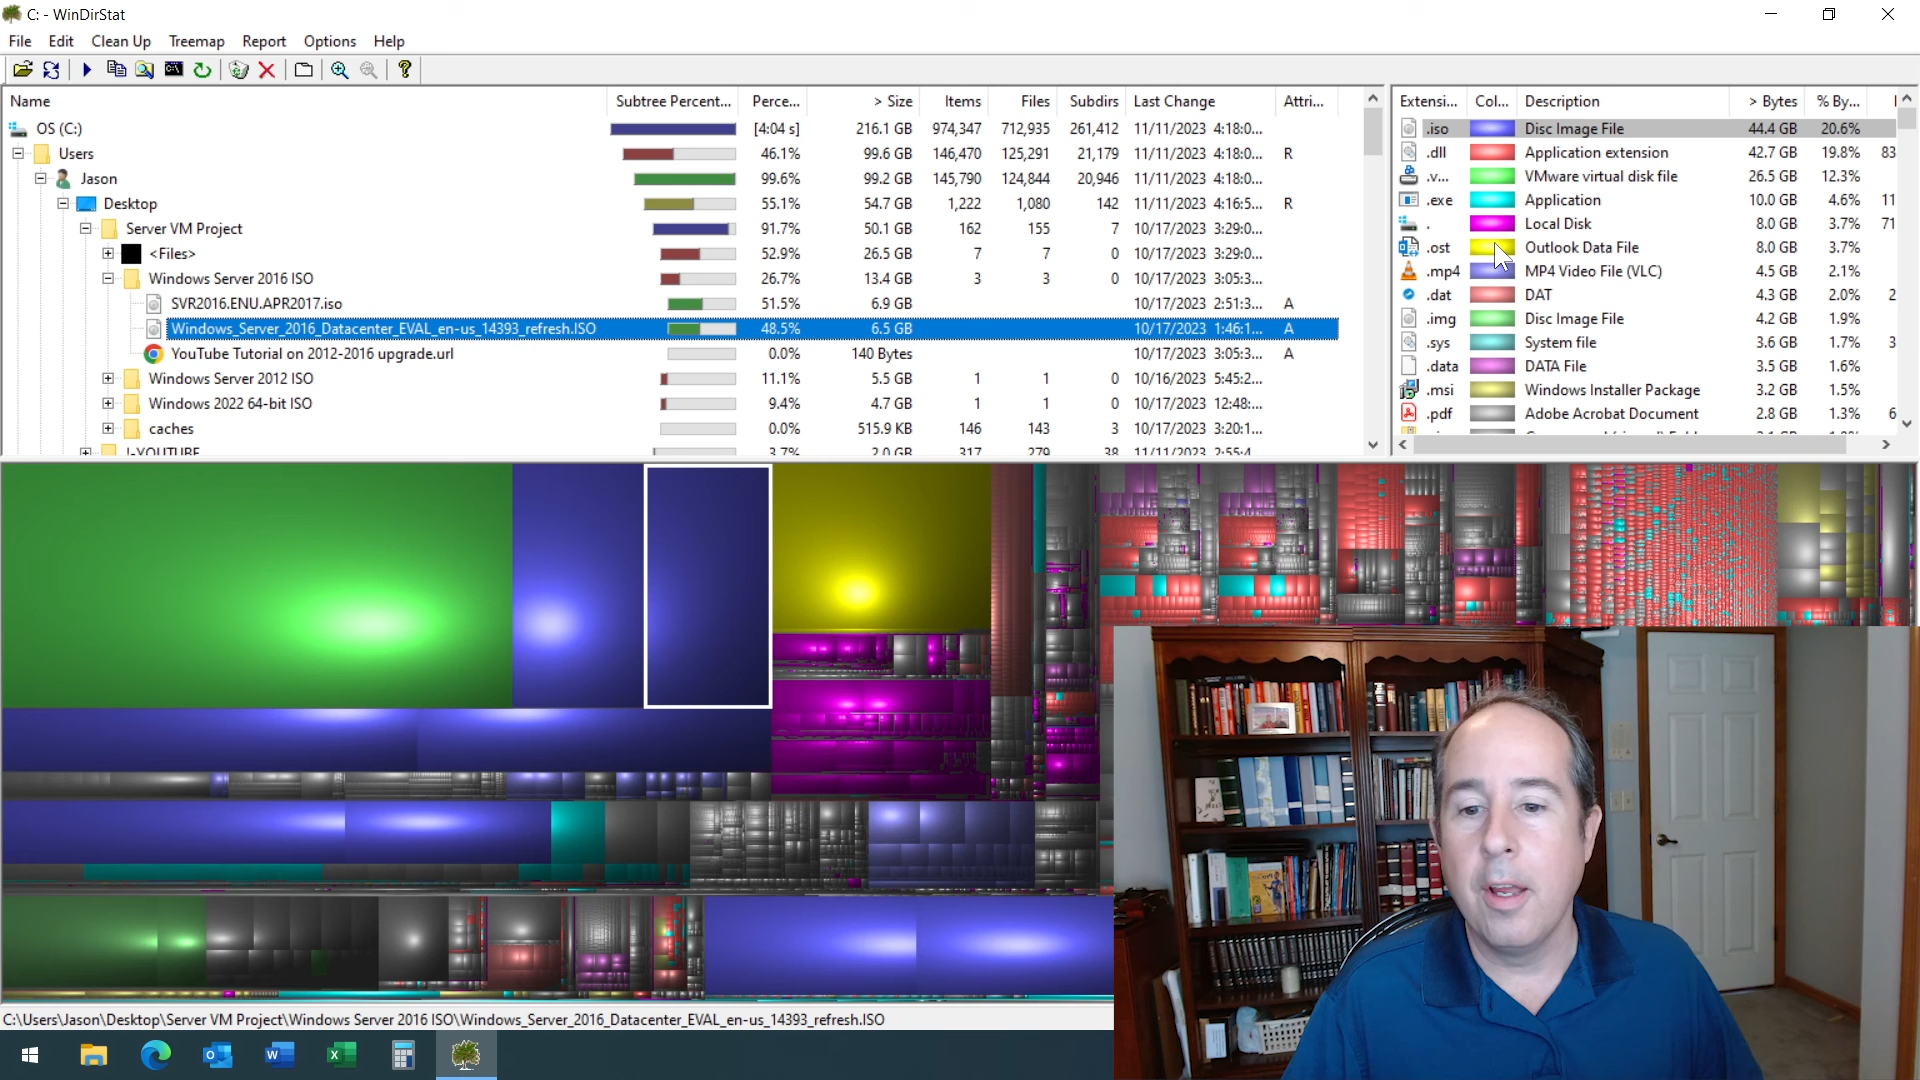 C: - WinDirStat
File Edit Clean Up Treemap Report Options Help
Name Subtree Percent... Perce... > Size Items Files Subdirs Last Change Attri...
OS (C:) [4:04 s] 216.1 GB 974,347 712,935 261,412 11/11/2023 4:18:0...
Users 46.1% 99.6 GB 146,470 125,291 21,179 11/11/2023 4:18:0... R
Jason 99.6% 99.2 GB 145,790 124,844 20,946 11/11/2023 4:18:0...
Desktop 55.1% 54.7 GB 1,222 1,080 142 11/11/2023 4:16:5... R
Server VM Project 91.7% 50.1 GB 162 155 7 10/17/2023 3:29:0...
<Files> 52.9% 26.5 GB 7 7 0 10/17/2023 3:29:0...
Windows Server 2016 ISO 26.7% 13.4 GB 3 3 0 10/17/2023 3:05:3...
SVR2016.ENU.APR2017.iso 51.5% 6.9 GB 10/17/2023 2:51:3... A
Windows_Server_2016_Datacenter_EVAL_en-us_14393_refresh.ISO 48.5% 6.5 GB 10/17/2023 1:46:1... A
YouTube Tutorial on 2012-2016 upgrade.url 0.0% 140 Bytes 10/17/2023 3:05:3... A
Windows Server 2012 ISO 11.1% 5.5 GB 1 1 0 10/16/2023 5:45:2...
Windows 2022 64-bit ISO 9.4% 4.7 GB 1 1 0 10/17/2023 12:48:...
caches 0.0% 515.9 KB 146 143 3 10/17/2023 3:20:1...
!-YOUTUBE 3.7% 2.0 GB 317 279 38 11/11/2023 2:55:4
Extensi... Col... Description > Bytes % By...
.iso Disc Image File 44.4 GB 20.6%
.dll Application extension 42.7 GB 19.8% 83
.v... VMware virtual disk file 26.5 GB 12.3%
.exe Application 10.0 GB 4.6% 11
. Local Disk 8.0 GB 3.7% 71
.ost Outlook Data File 8.0 GB 3.7%
.mp4 MP4 Video File (VLC) 4.5 GB 2.1%
.dat DAT 4.3 GB 2.0% 2
.img Disc Image File 4.2 GB 1.9%
.sys System file 3.6 GB 1.7% 3
.data DATA File 3.5 GB 1.6%
.msi Windows Installer Package 3.2 GB 1.5%
.pdf Adobe Acrobat Document 2.8 GB 1.3% 6
C:\Users\Jason\Desktop\Server VM Project\Windows Server 2016 ISO\Windows_Server_2016_Datacenter_EVAL_en-us_14393_refresh.ISO